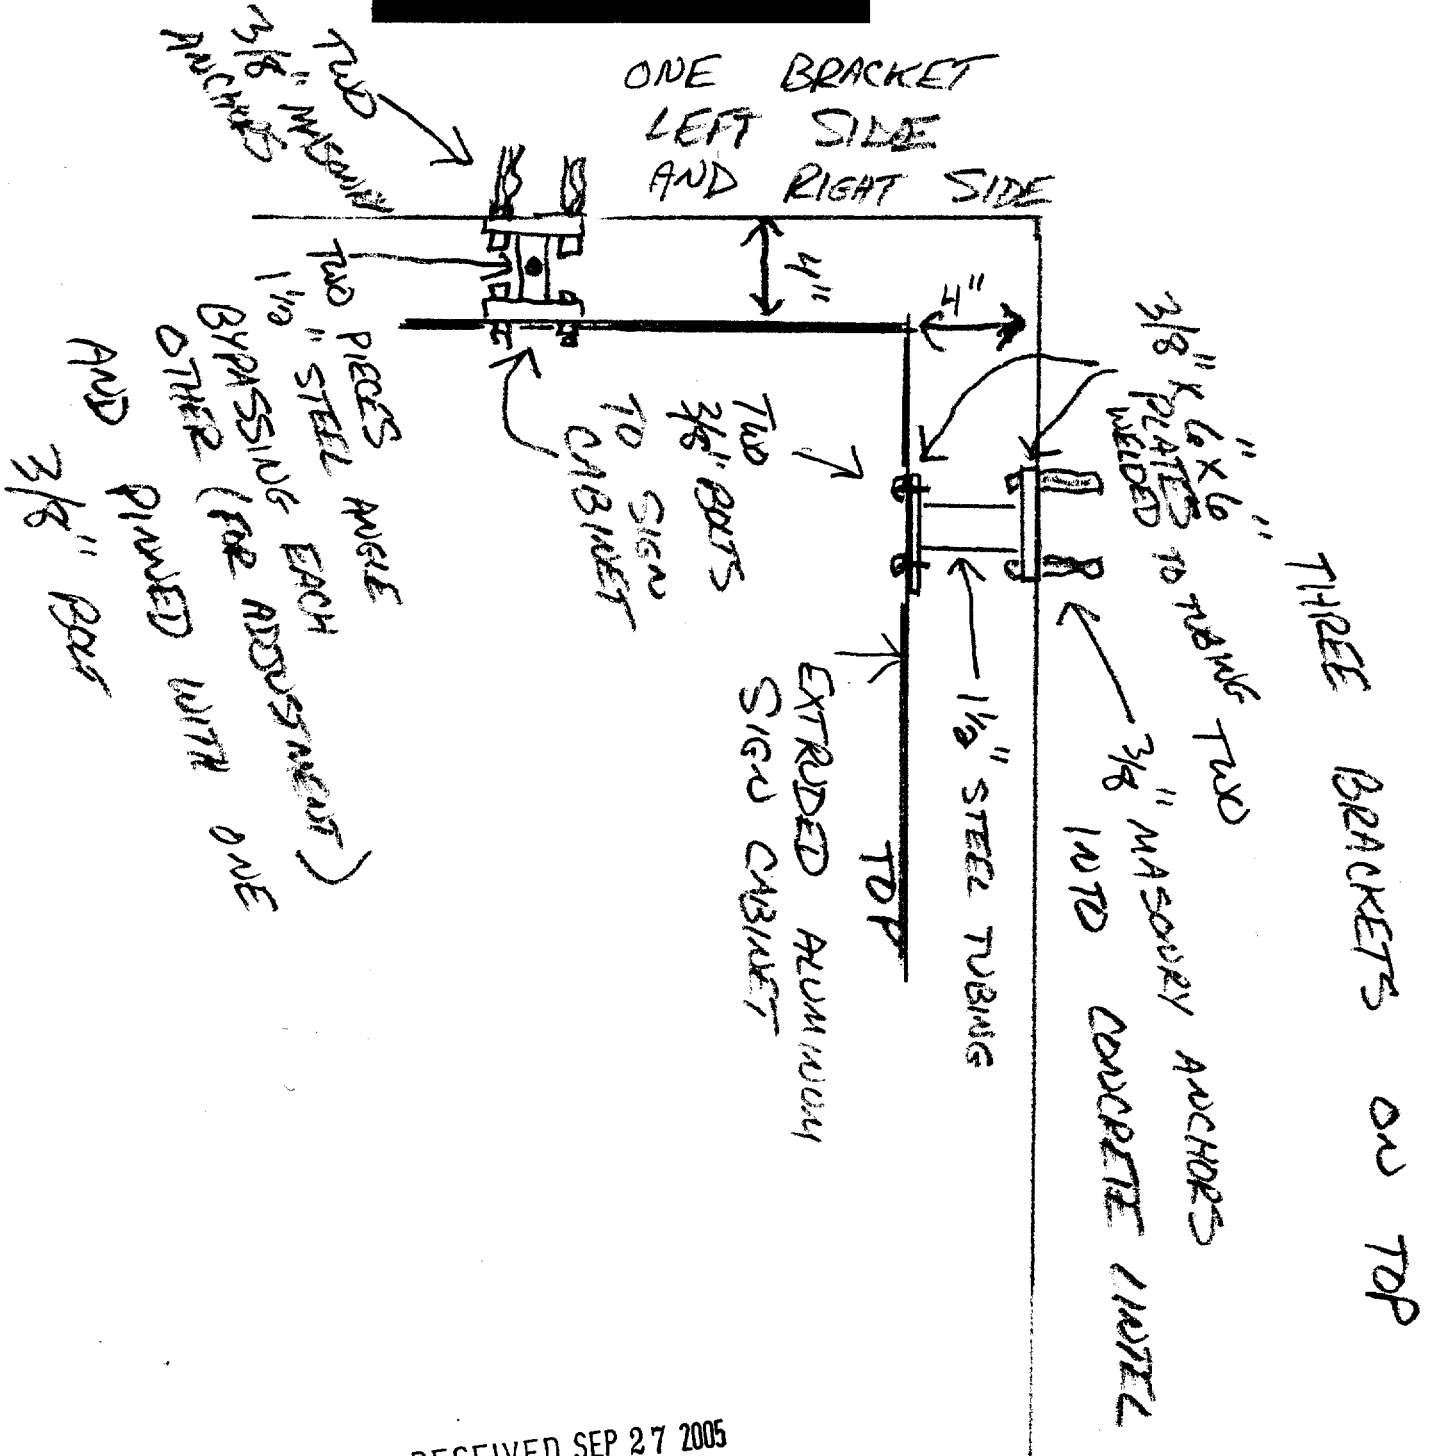 ONE BRACKET
LEFT SIDE
AND RIGHT SIDE
TWO
3/8" MASONRY
ANCHORS
4"
4"
THREE BRACKETS ON TOP
3/8" X 6" X 6"
PLATES
WELDED TO TUBING TWO
3/8" MASONRY ANCHORS
INTO CONCRETE LINTEL
1 1/2" STEEL TUBING
TOP
EXTRUDED ALUMINUM
SIGN CABINET
TWO
3/8" BOLTS
TO SIGN
CABINET
TWO PIECES
1 1/2" STEEL ANGLE
BYPASSING EACH
OTHER (FOR ADJUSTMENT)
AND PINNED WITH ONE
3/8" BOLT
RECEIVED SEP 27 2005